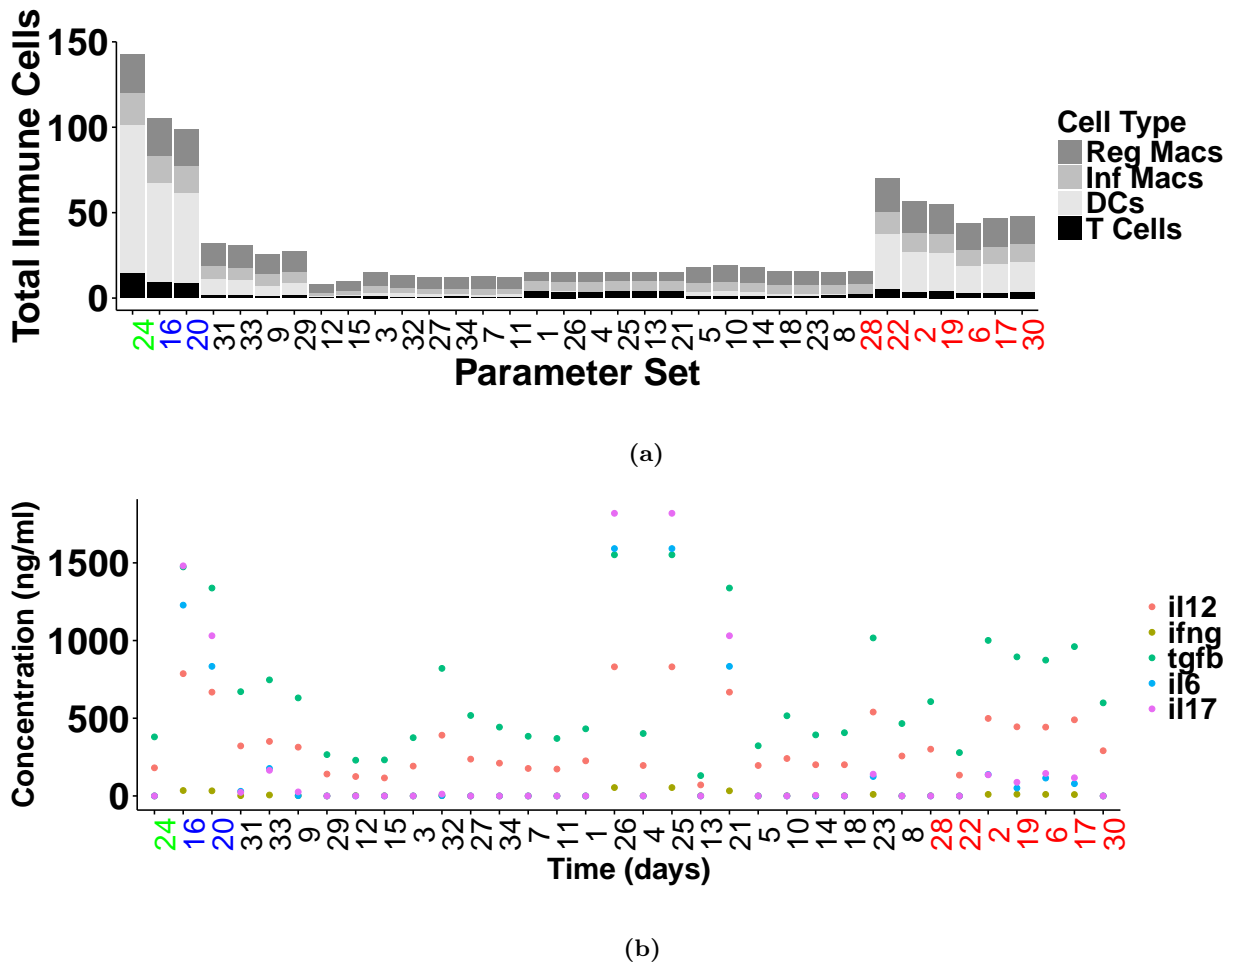 Total Immune Cells
150
100
50
0
24 16 20 31 33 9 29 12 15 3 32 27 34 7 11 1 26 4 25 13 21 5 10 14 18 23 8 28 22 2 19 6 17 30
Parameter Set
Cell Type
Reg Macs
Inf Macs
DCs
T Cells
(a)
Concentration (ng/ml)
1500
1000
500
0
24 16 20 31 33 9 29 12 15 3 32 27 34 7 11 1 26 4 25 13 21 5 10 14 18 23 8 28 22 2 19 6 17 30
Time (days)
il12
ifng
tgfb
il6
il17
(b)